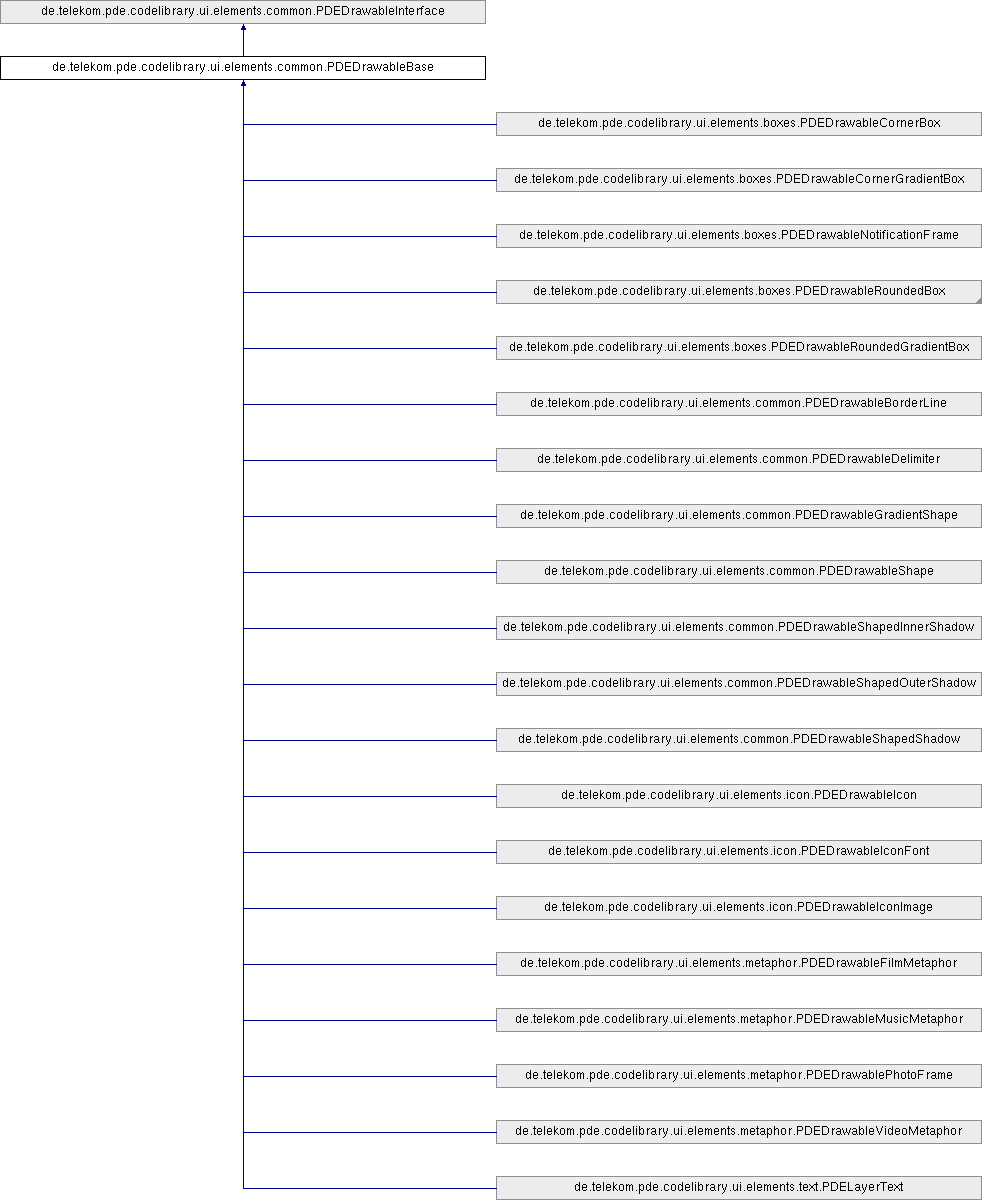 de.telekom.pde.codelibrary.ui.elements.common.PDEDrawableInterface
de.telekom.pde.codelibrary.ui.elements.common.PDEDrawableBase
de.telekom.pde.codelibrary.ui.elements.boxes.PDEDrawableCornerBox
de.telekom.pde.codelibrary.ui.elements.boxes.PDEDrawableCornerGradientBox
de.telekom.pde.codelibrary.ui.elements.boxes.PDEDrawableNotificationFrame
de.telekom.pde.codelibrary.ui.elements.boxes.PDEDrawableRoundedBox
de.telekom.pde.codelibrary.ui.elements.boxes.PDEDrawableRoundedGradientBox
de.telekom.pde.codelibrary.ui.elements.common.PDEDrawableBorderLine
de.telekom.pde.codelibrary.ui.elements.common.PDEDrawableDelimiter
de.telekom.pde.codelibrary.ui.elements.common.PDEDrawableGradientShape
de.telekom.pde.codelibrary.ui.elements.common.PDEDrawableShape
de.telekom.pde.codelibrary.ui.elements.common.PDEDrawableShapedInnerShadow
de.telekom.pde.codelibrary.ui.elements.common.PDEDrawableShapedOuterShadow
de.telekom.pde.codelibrary.ui.elements.common.PDEDrawableShapedShadow
de.telekom.pde.codelibrary.ui.elements.icon.PDEDrawableIcon
de.telekom.pde.codelibrary.ui.elements.icon.PDEDrawableIconFont
de.telekom.pde.codelibrary.ui.elements.icon.PDEDrawableIconImage
de.telekom.pde.codelibrary.ui.elements.metaphor.PDEDrawableFilmMetaphor
de.telekom.pde.codelibrary.ui.elements.metaphor.PDEDrawableMusicMetaphor
de.telekom.pde.codelibrary.ui.elements.metaphor.PDEDrawablePhotoFrame
de.telekom.pde.codelibrary.ui.elements.metaphor.PDEDrawableVideoMetaphor
de.telekom.pde.codelibrary.ui.elements.text.PDELayerText